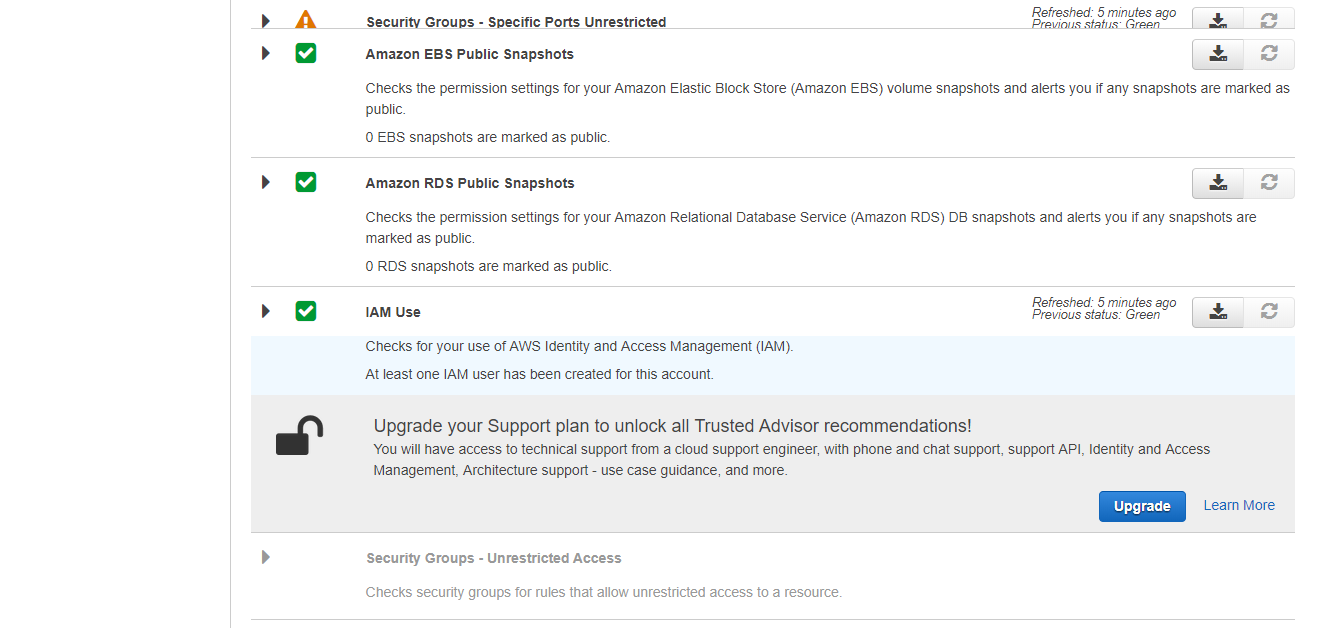 Security Groups - Specific Ports Unrestricted
Refreshed: 5 minutes ago
Previous status: Green
Amazon EBS Public Snapshots
Checks the permission settings for your Amazon Elastic Block Store (Amazon EBS) volume snapshots and alerts you if any snapshots are marked as
public.
0 EBS snapshots are marked as public.
Amazon RDS Public Snapshots
Checks the permission settings for your Amazon Relational Database Service (Amazon RDS) DB snapshots and alerts you if any snapshots are
marked as public.
0 RDS snapshots are marked as public.
IAM Use
Refreshed: 5 minutes ago
Previous status: Green
Checks for your use of AWS Identity and Access Management (IAM).
At least one IAM user has been created for this account.
Upgrade your Support plan to unlock all Trusted Advisor recommendations!
You will have access to technical support from a cloud support engineer, with phone and chat support, support API, Identity and Access
Management, Architecture support - use case guidance, and more.
Upgrade
Learn More
Security Groups - Unrestricted Access
Checks security groups for rules that allow unrestricted access to a resource.